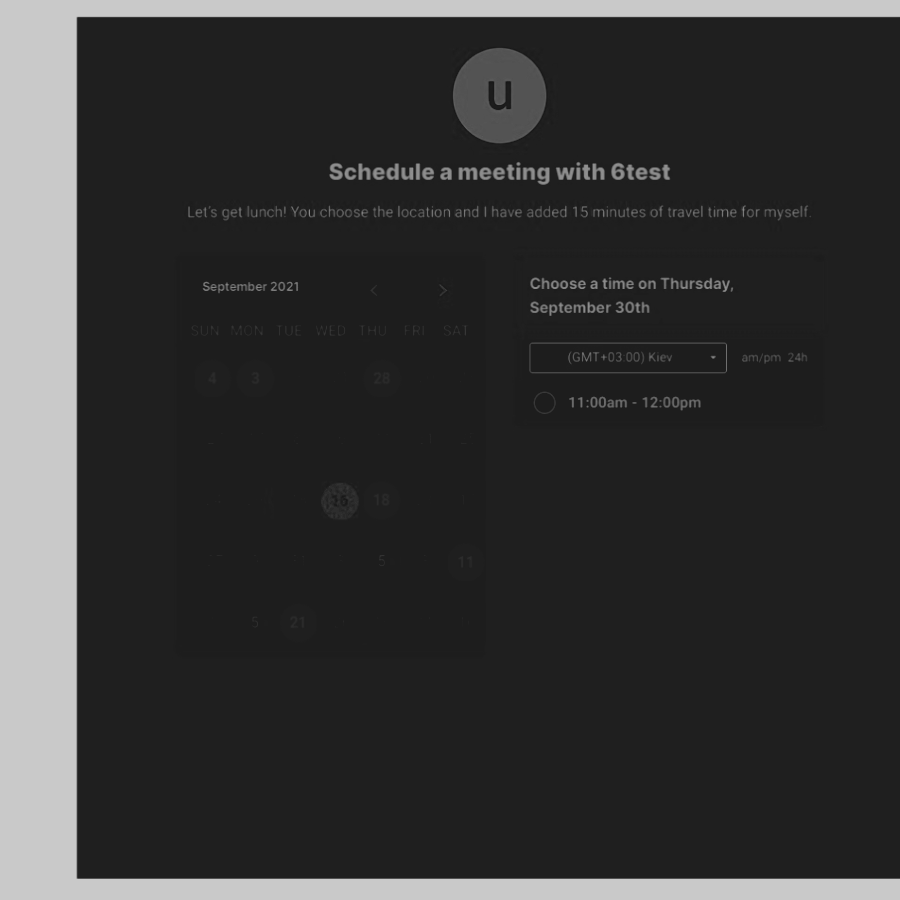 u
Schedule a meeting with 6test
Let's get lunch! You choose the location and I have added 15 minutes of travel time for myself.
September 2021
SUN MON TUE WED THU FRI SAT
4 3 28
18
5 11
5 21
Choose a time on Thursday,
September 30th
(GMT+03:00) Kiev am/pm 24h
11:00am - 12:00pm